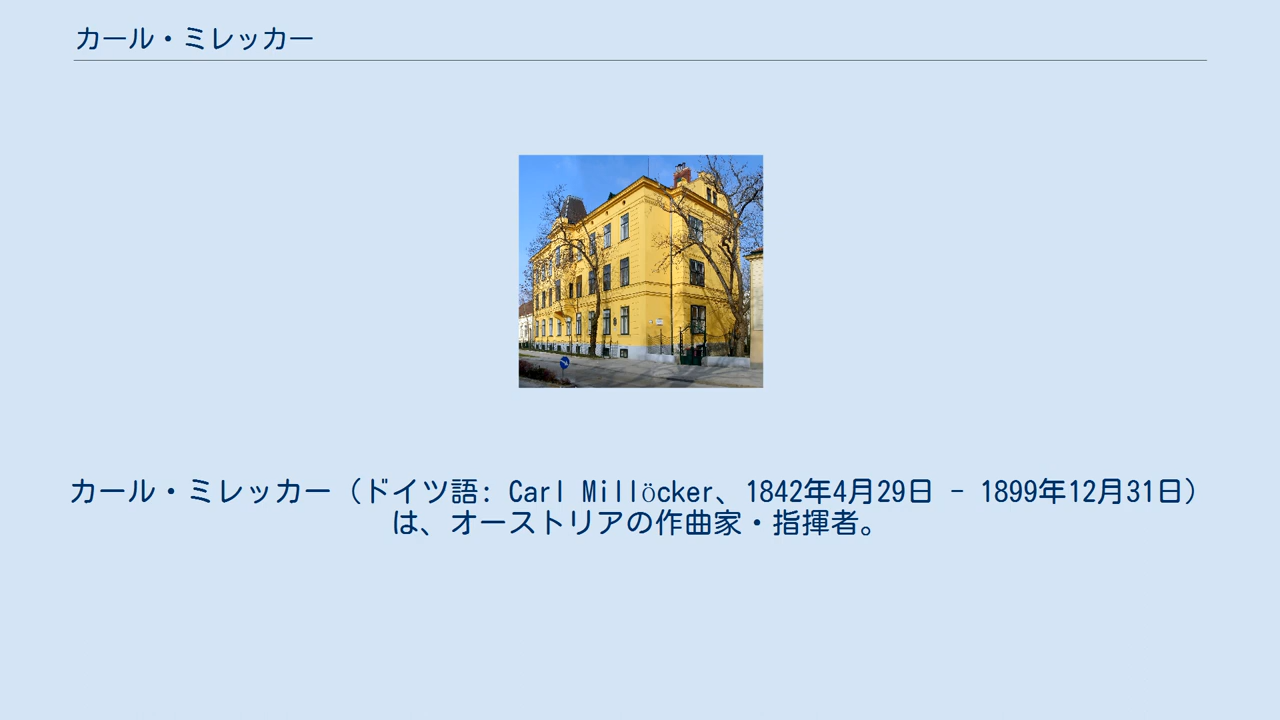 カール・ミレッカー
カール・ミレッカー（ドイツ語: Carl Millöcker、1842年4月29日 - 1899年12月31日）
は、オーストリアの作曲家・指揮者。